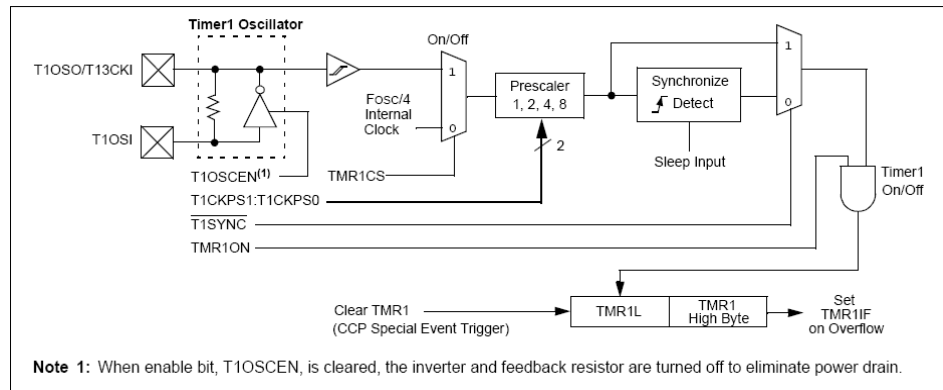 Timer1 Oscillator
On/Off
T1OSO/T13CKI
1
1
Prescaler
1, 2, 4, 8
Synchronize
Detect
FOSC/4
Internal
Clock
0
0
T1OSI
2
Sleep Input
T1OSCEN(1)
TMR1CS
Timer1
On/Off
T1CKPS1:T1CKPS0
T1SYNC
TMR1ON
Clear TMR1
(CCP Special Event Trigger)
TMR1L
TMR1
High Byte
Set
TMR1IF
on Overflow
Note 1: When enable bit, T1OSCEN, is cleared, the inverter and feedback resistor are turned off to eliminate power drain.